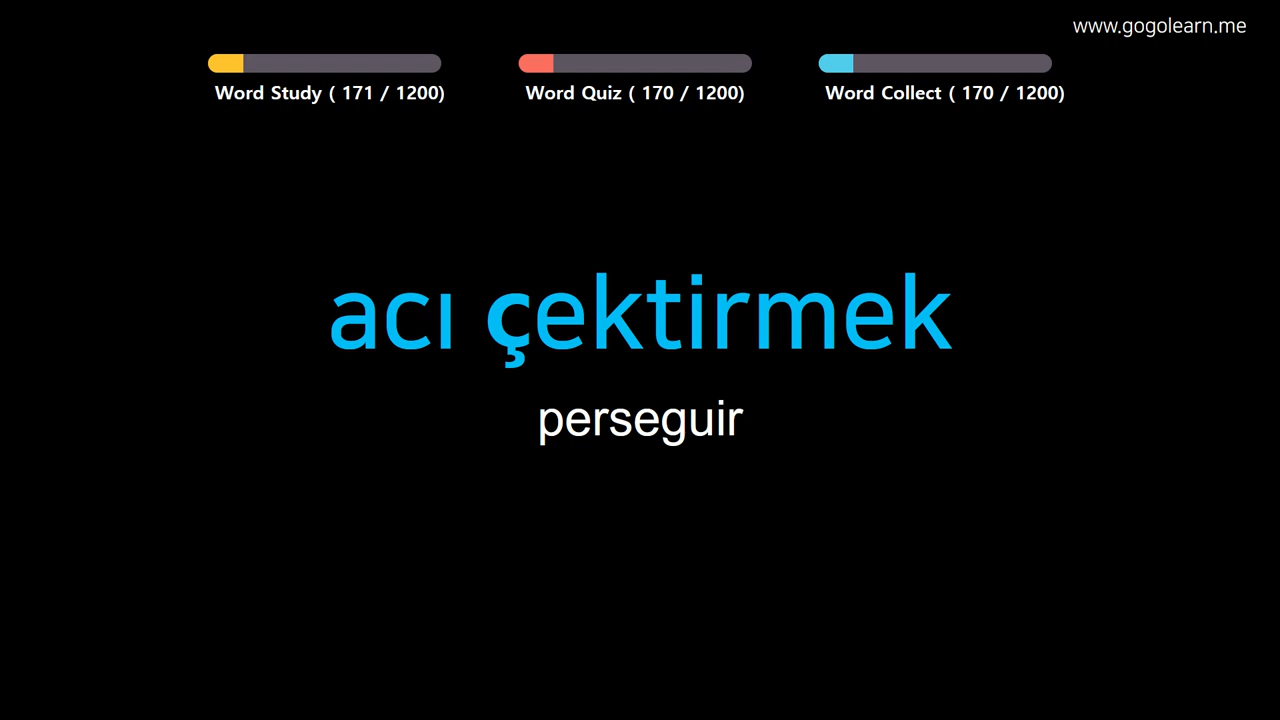 www.gogolearn.me
Word Study ( 171 / 1200)
Word Quiz ( 170 / 1200)
Word Collect ( 170 / 1200)
acı çektirmek
perseguir